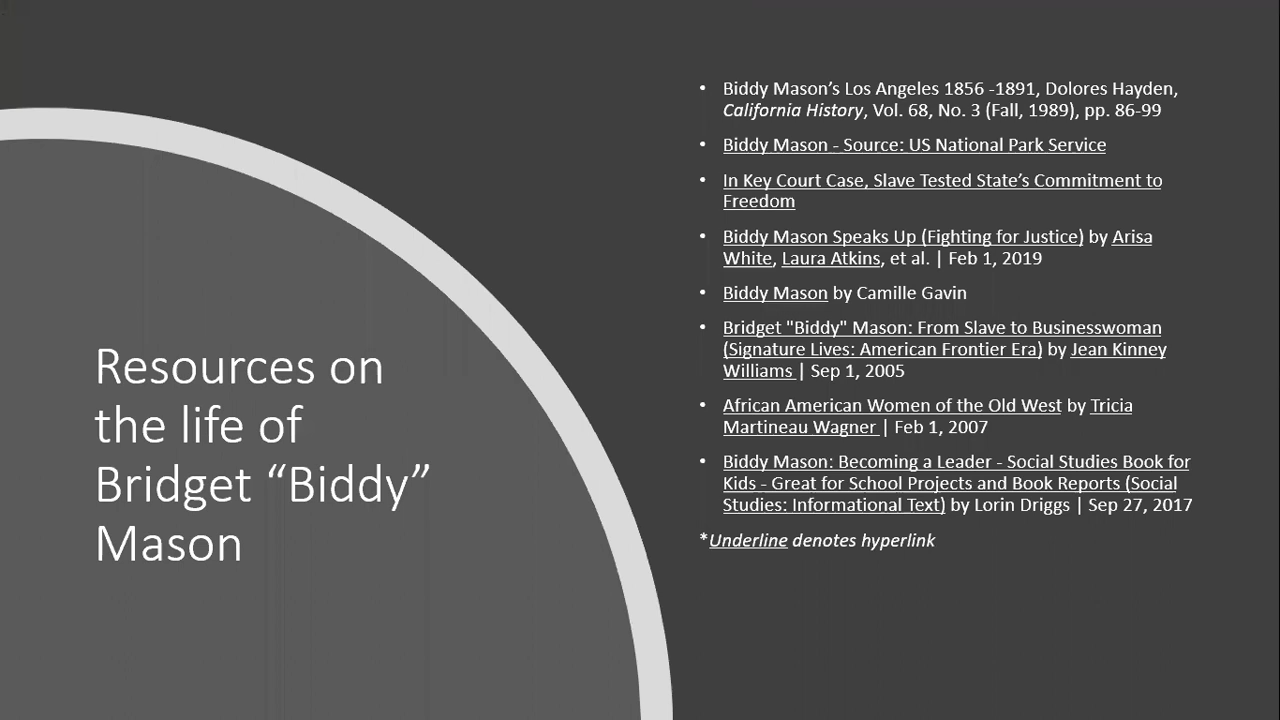 Resources on
the life of
Bridget “Biddy”
Mason
• Biddy Mason’s Los Angeles 1856 -1891, Dolores Hayden,
California History, Vol. 68, No. 3 (Fall, 1989), pp. 86-99
• Biddy Mason - Source: US National Park Service
• In Key Court Case, Slave Tested State’s Commitment to
Freedom
• Biddy Mason Speaks Up (Fighting for Justice) by Arisa
White, Laura Atkins, et al. | Feb 1, 2019
• Biddy Mason by Camille Gavin
• Bridget "Biddy" Mason: From Slave to Businesswoman
(Signature Lives: American Frontier Era) by Jean Kinney
Williams | Sep 1, 2005
• African American Women of the Old West by Tricia
Martineau Wagner | Feb 1, 2007
• Biddy Mason: Becoming a Leader - Social Studies Book for
Kids - Great for School Projects and Book Reports (Social
Studies: Informational Text) by Lorin Driggs | Sep 27, 2017
*Underline denotes hyperlink